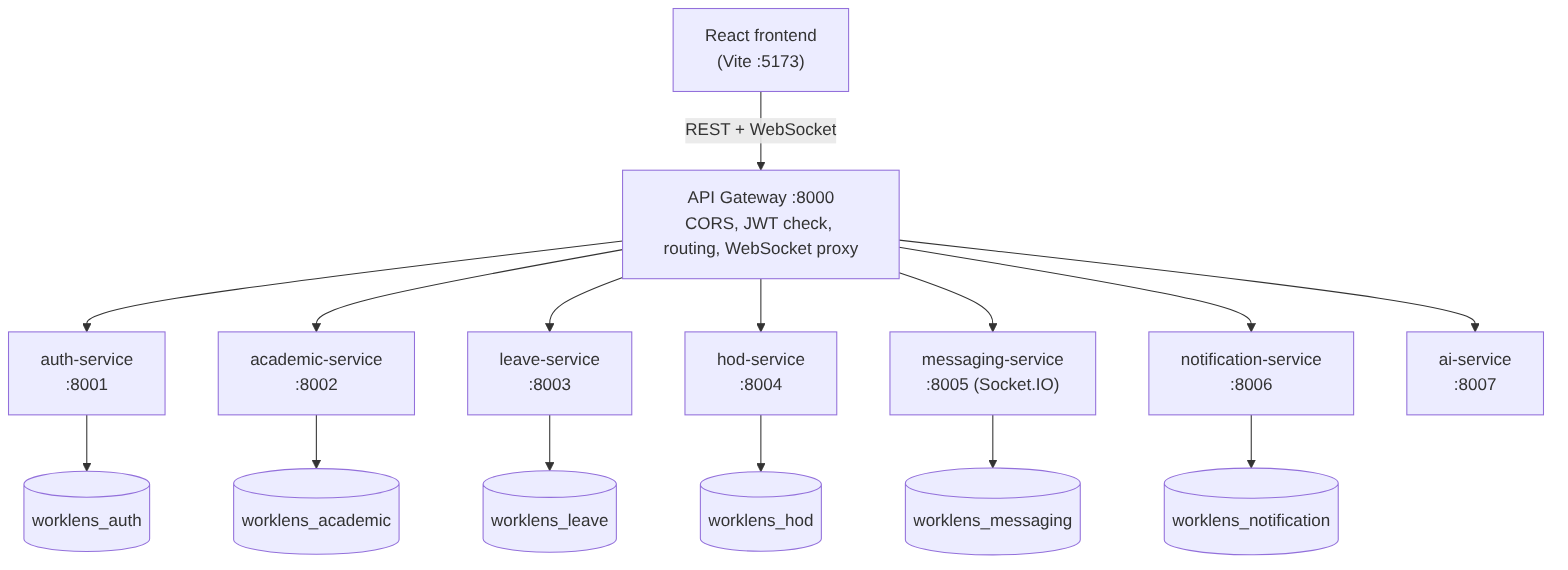 React frontend
(Vite :5173)
REST + WebSocket
API Gateway :8000
CORS, JWT check,
routing, WebSocket proxy
auth-service
:8001
academic-service
:8002
leave-service
:8003
hod-service
:8004
messaging-service
:8005 (Socket.IO)
notification-service
:8006
ai-service
:8007
worklens_auth
worklens_academic
worklens_leave
worklens_hod
worklens_messaging
worklens_notification